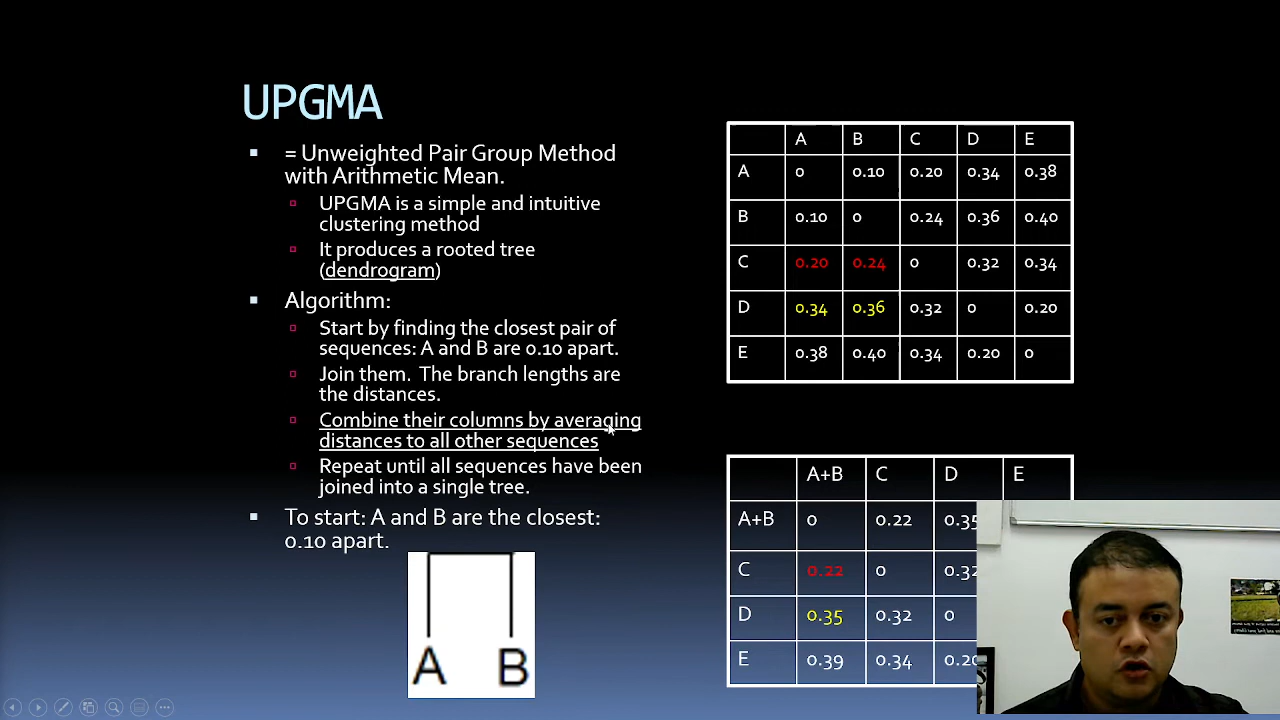 UPGMA
= Unweighted Pair Group Method
with Arithmetic Mean.
UPGMA is a simple and intuitive
clustering method
It produces a rooted tree
(dendrogram)
Algorithm:
Start by finding the closest pair of
sequences: A and B are 0.10 apart.
Join them. The branch lengths are
the distances.
Combine their columns by averaging
distances to all other sequences
Repeat until all sequences have been
joined into a single tree.
To start: A and B are the closest:
0.10 apart.
A B
A B C D E
A 0 0.10 0.20 0.34 0.38
B 0.10 0 0.24 0.36 0.40
C 0.20 0.24 0 0.32 0.34
D 0.34 0.36 0.32 0 0.20
E 0.38 0.40 0.34 0.20 0
A+B C D E
A+B 0 0.22 0.35
C 0.22 0 0.32
D 0.35 0.32 0
E 0.39 0.34 0.20